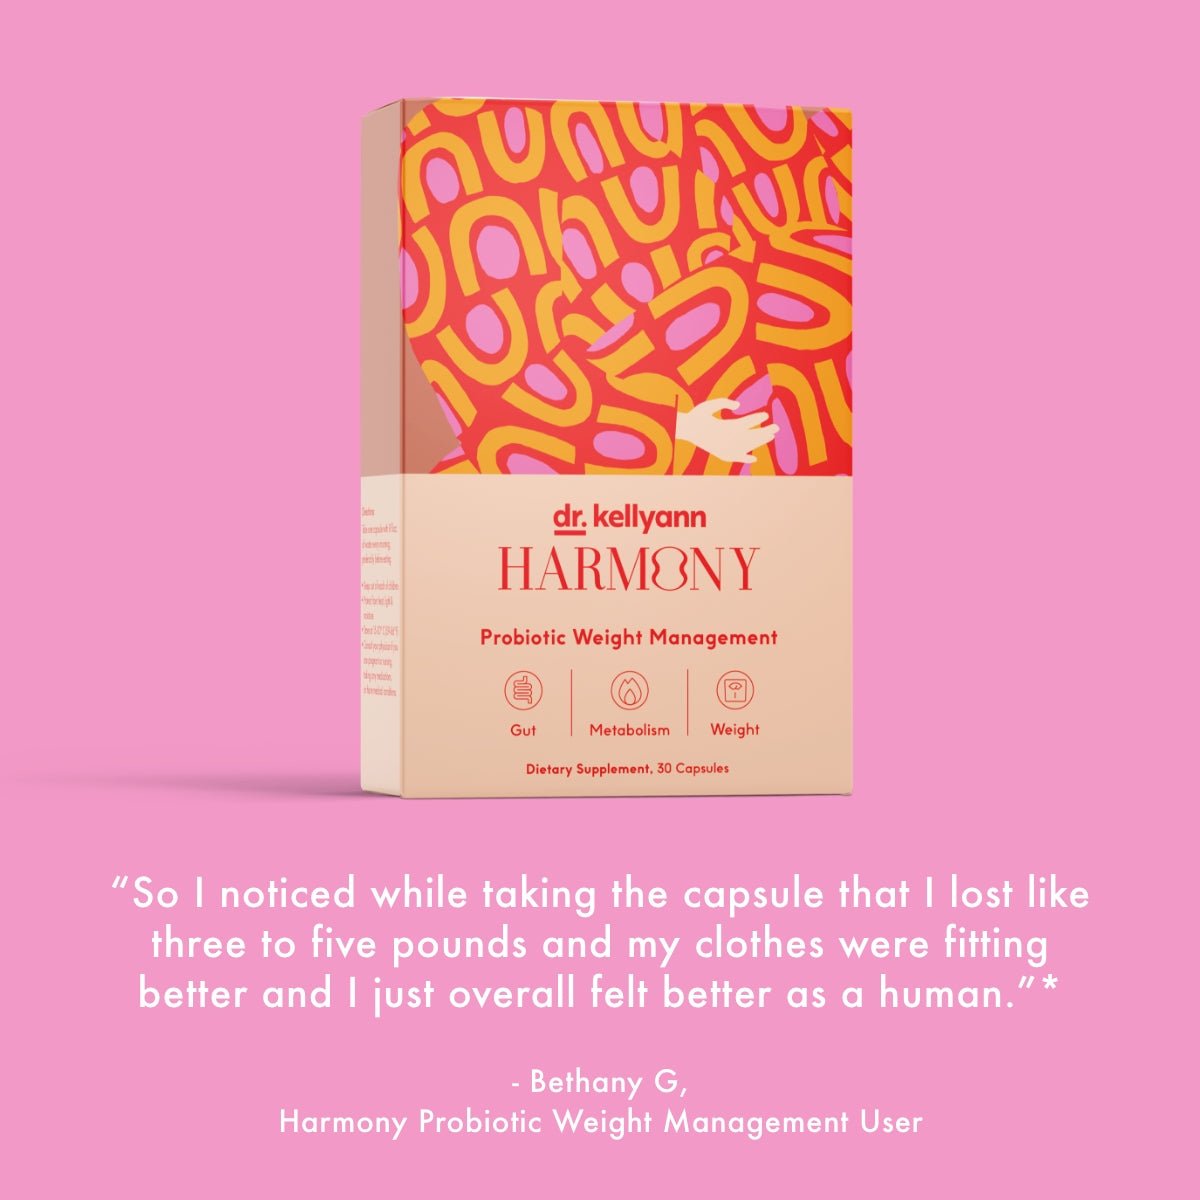 dr. kellyann
HARMONY
Probiotic Weight Management
Gut
Metabolism
Weight
Dietary Supplement, 30 Capsules
Directions
“So I noticed while taking the capsule that I lost like
three to five pounds and my clothes were fitting
better and I just overall felt better as a human.”*
- Bethany G,
Harmony Probiotic Weight Management User